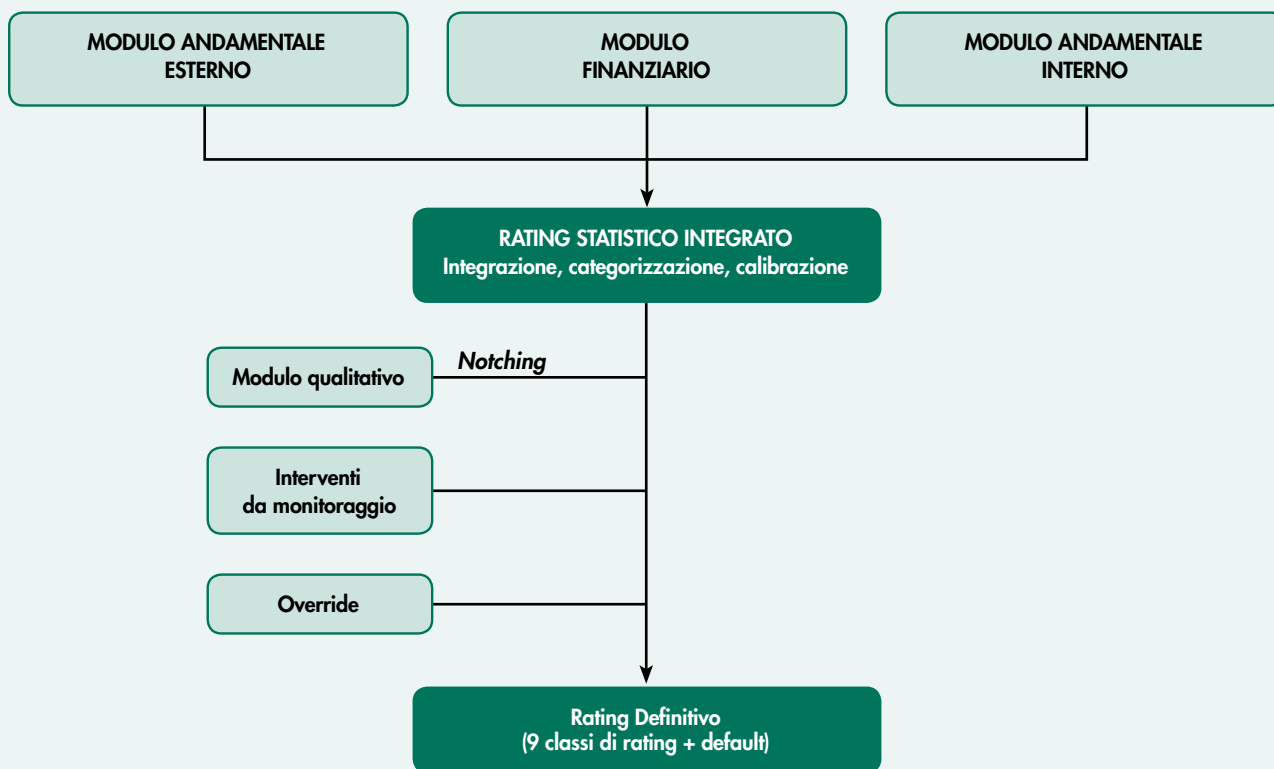 MODULO ANDAMENTALE
ESTERNO
MODULO
FINANZIARIO
MODULO ANDAMENTALE
INTERNO
RATING STATISTICO INTEGRATO
Integrazione, categorizzazione, calibrazione
Modulo qualitativo
Notching
Interventi
da monitoraggio
Override
Rating Definitivo
(9 classi di rating + default)